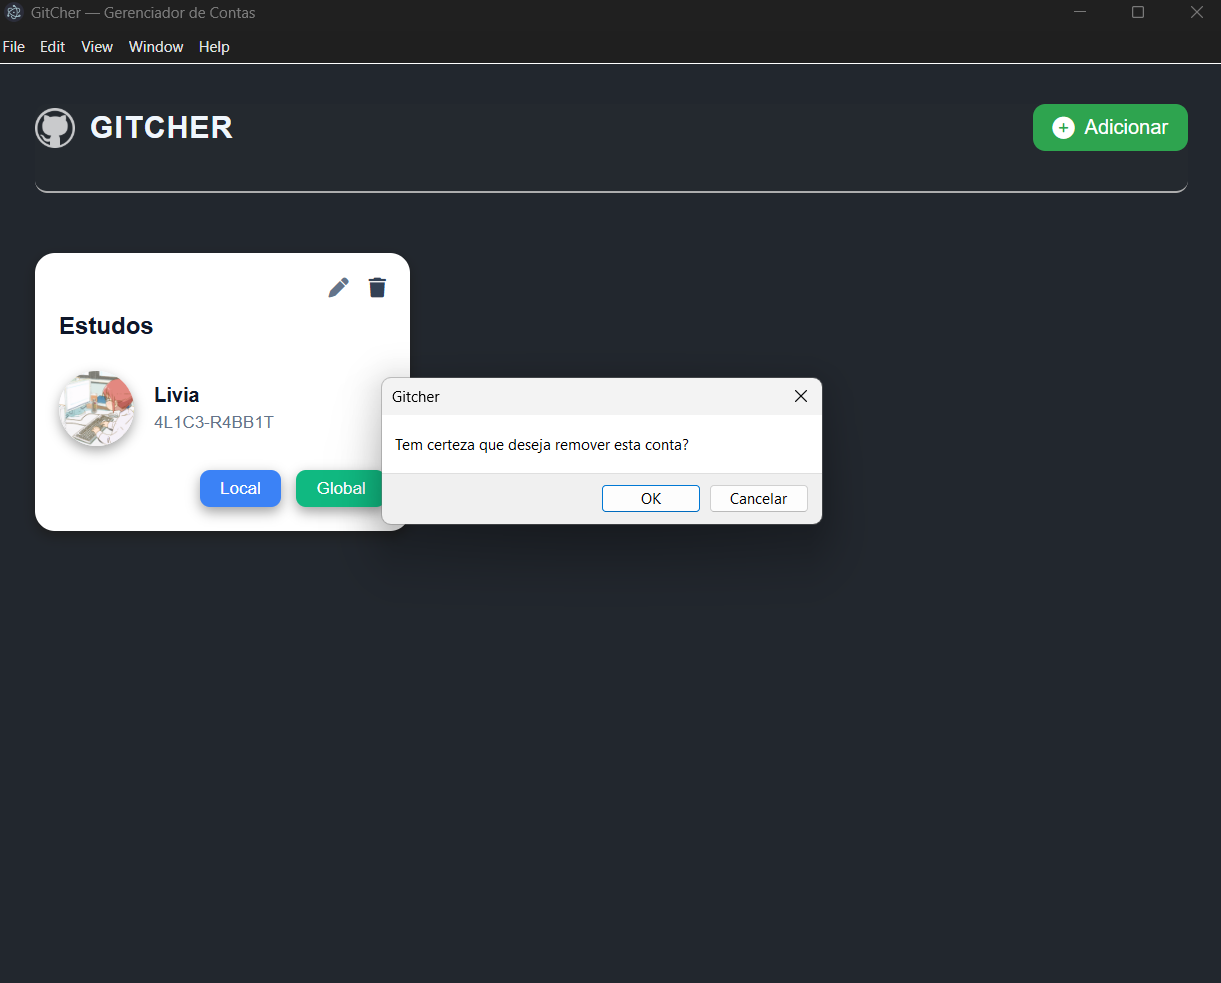 GitCher — Gerenciador de Contas
File Edit View Window Help
GITCHER
Adicionar
Estudos
Livia
4L1C3-R4BB1T
Local Global
Gitcher
Tem certeza que deseja remover esta conta?
OK Cancelar